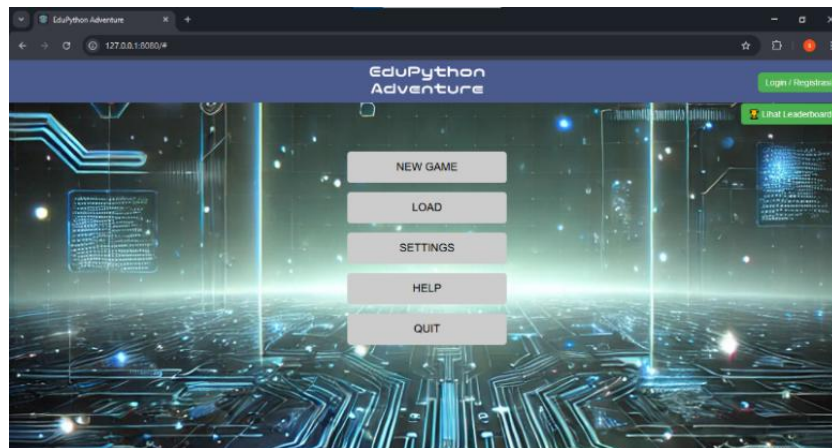 EduPython Adventure
127.0.0.1:8080/#
EduPython
Adventure
Login / Registrasi
Lihat Leaderboard
NEW GAME
LOAD
SETTINGS
HELP
QUIT